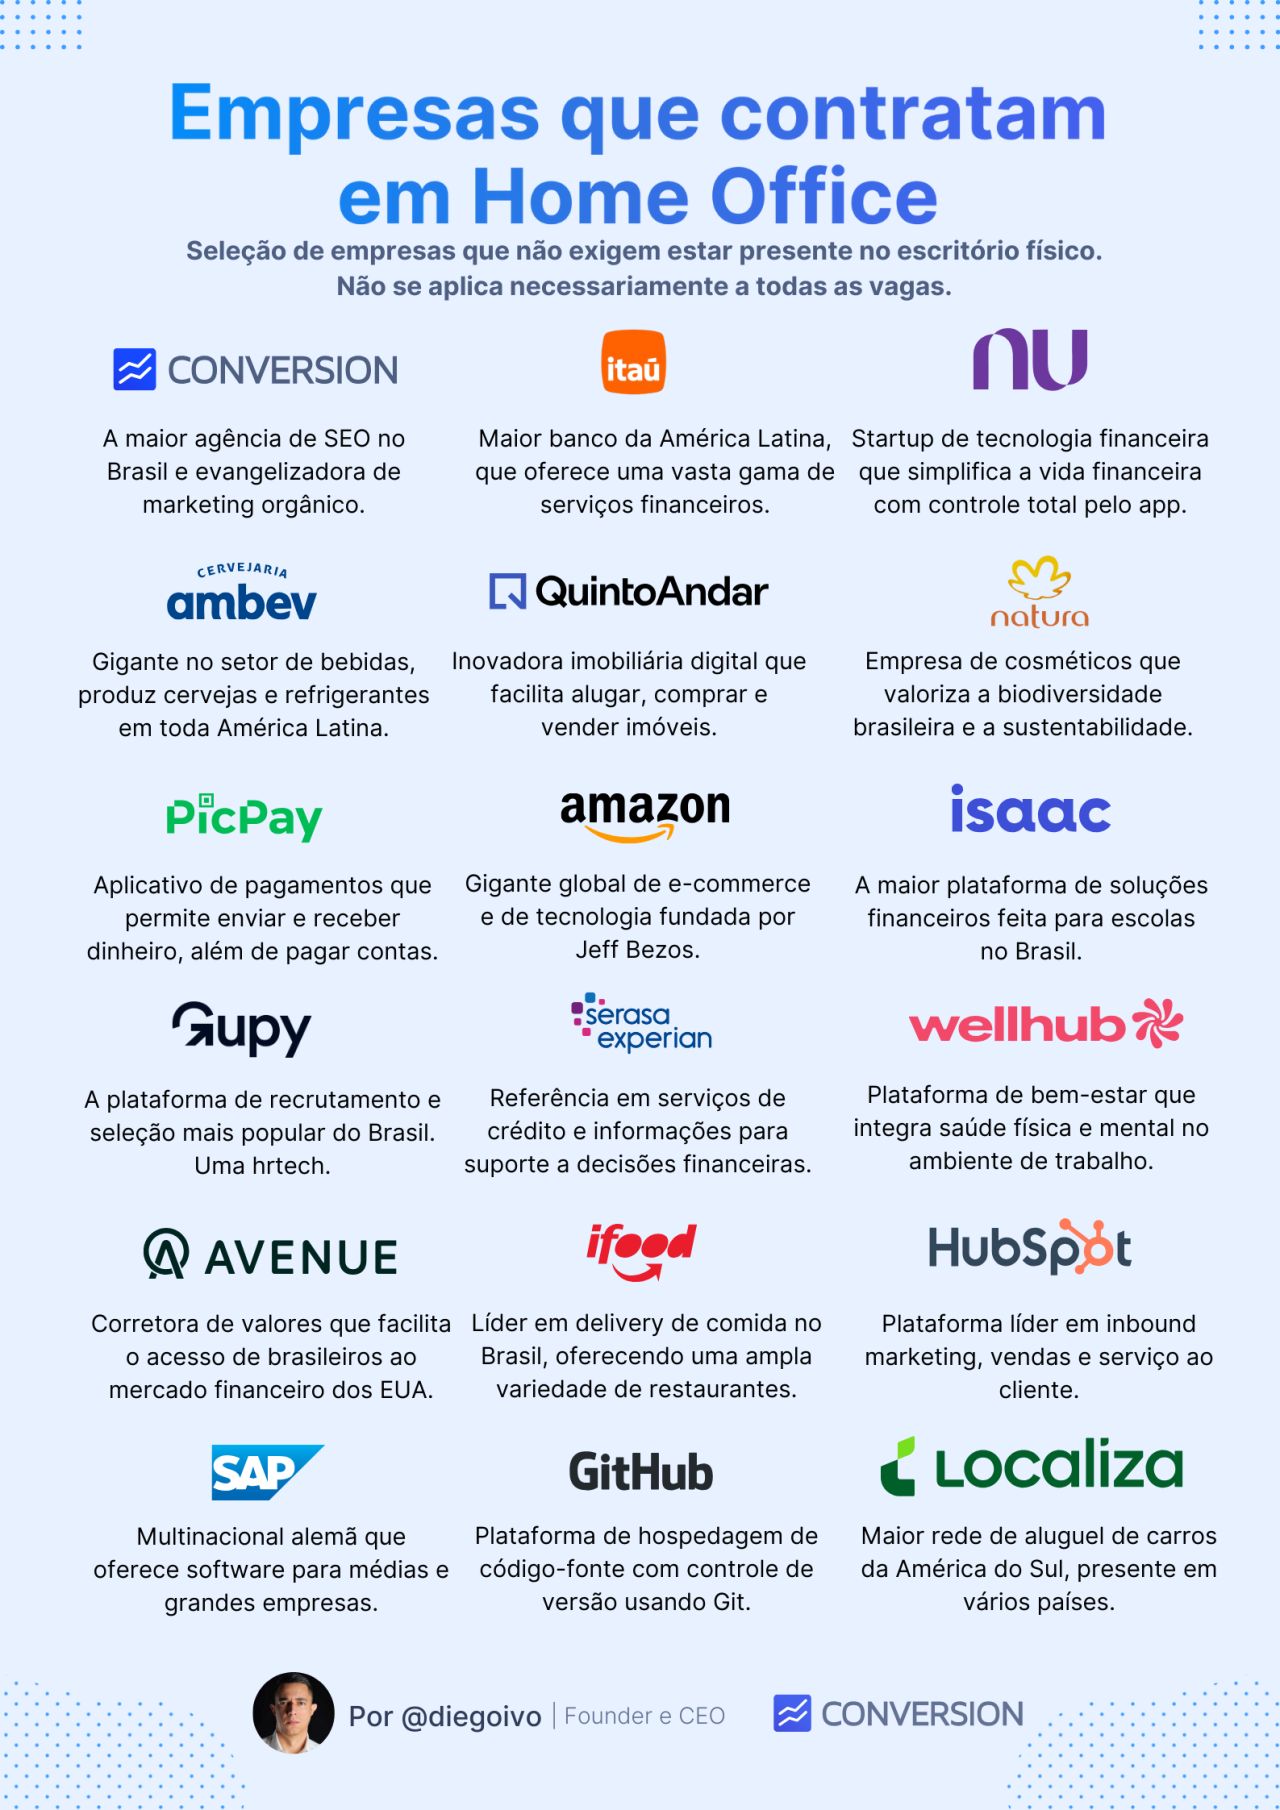 Empresas que contratam
em Home Office
Seleção de empresas que não exigem estar presente no escritório físico.
Não se aplica necessariamente a todas as vagas.
CONVERSION
A maior agência de SEO no
Brasil e evangelizadora de
marketing orgânico.
itaú
Maior banco da América Latina,
que oferece uma vasta gama de
serviços financeiros.
nu
Startup de tecnologia financeira
que simplifica a vida financeira
com controle total pelo app.
CERVEJARIA
ambev
Gigante no setor de bebidas,
produz cervejas e refrigerantes
em toda América Latina.
QuintoAndar
Inovadora imobiliária digital que
facilita alugar, comprar e
vender imóveis.
natura
Empresa de cosméticos que
valoriza a biodiversidade
brasileira e a sustentabilidade.
PicPay
Aplicativo de pagamentos que
permite enviar e receber
dinheiro, além de pagar contas.
amazon
Gigante global de e-commerce
e de tecnologia fundada por
Jeff Bezos.
isaac
A maior plataforma de soluções
financeiros feita para escolas
no Brasil.
Gupy
A plataforma de recrutamento e
seleção mais popular do Brasil.
Uma hrtech.
serasa
experian
Referência em serviços de
crédito e informações para
suporte a decisões financeiras.
wellhub
Plataforma de bem-estar que
integra saúde física e mental no
ambiente de trabalho.
AVENUE
Corretora de valores que facilita
o acesso de brasileiros ao
mercado financeiro dos EUA.
ifood
Líder em delivery de comida no
Brasil, oferecendo uma ampla
variedade de restaurantes.
HubSpot
Plataforma líder em inbound
marketing, vendas e serviço ao
cliente.
SAP
Multinacional alemã que
oferece software para médias e
grandes empresas.
GitHub
Plataforma de hospedagem de
código-fonte com controle de
versão usando Git.
Localiza
Maior rede de aluguel de carros
da América do Sul, presente em
vários países.
Por @diegoivo | Founder e CEO
CONVERSION